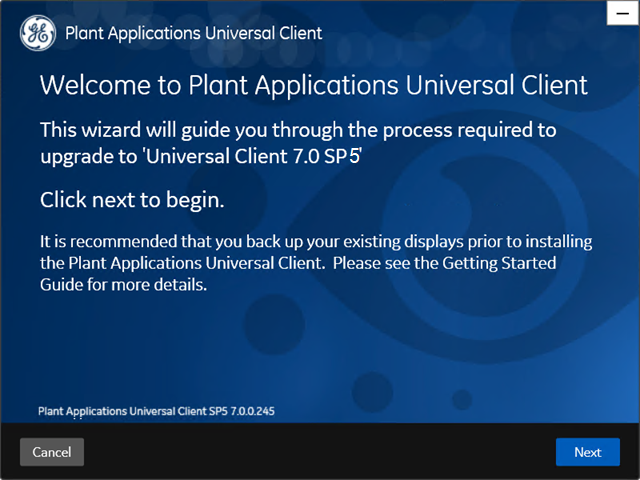 Plant Applications Universal Client
Welcome to Plant Applications Universal Client
This wizard will guide you through the process required to
upgrade to 'Universal Client 7.0 SP5'
Click next to begin.
It is recommended that you back up your existing displays prior to installing
the Plant Applications Universal Client. Please see the Getting Started
Guide for more details.
Plant Applications Universal Client SP5 7.0.0.245
Cancel
Next